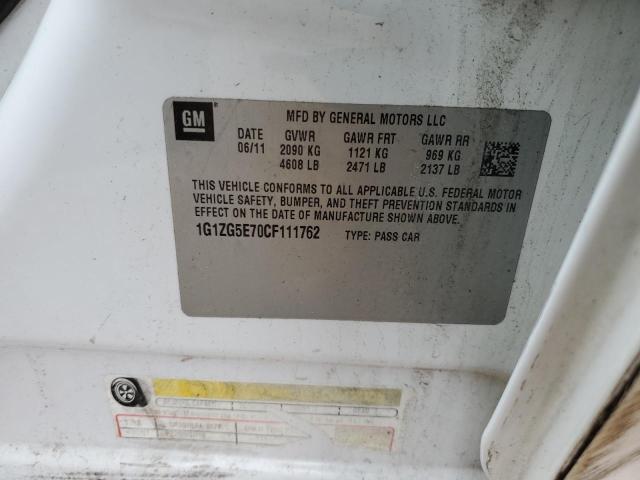 GM ®
MFD BY GENERAL MOTORS LLC
DATE GVWR GAWR FRT GAWR RR
06/11 2090 KG 1121 KG 969 KG
4608 LB 2471 LB 2137 LB
THIS VEHICLE CONFORMS TO ALL APPLICABLE U.S. FEDERAL MOTOR
VEHICLE SAFETY, BUMPER, AND THEFT PREVENTION STANDARDS IN
EFFECT ON THE DATE OF MANUFACTURE SHOWN ABOVE.
1G1ZG5E70CF111762 TYPE: PASS CAR